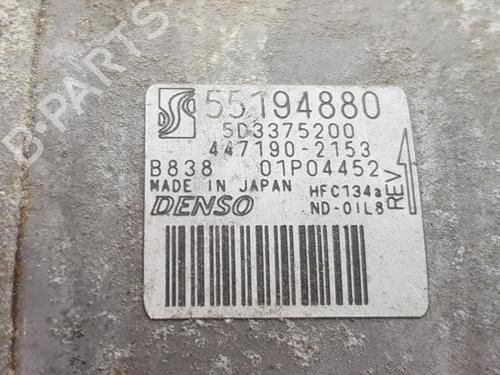 B-PARTS
55194880
5D3375200
447190-2153
B838 01P04452
MADE IN JAPAN HFC134a
DENSO ND-OIL8
REV